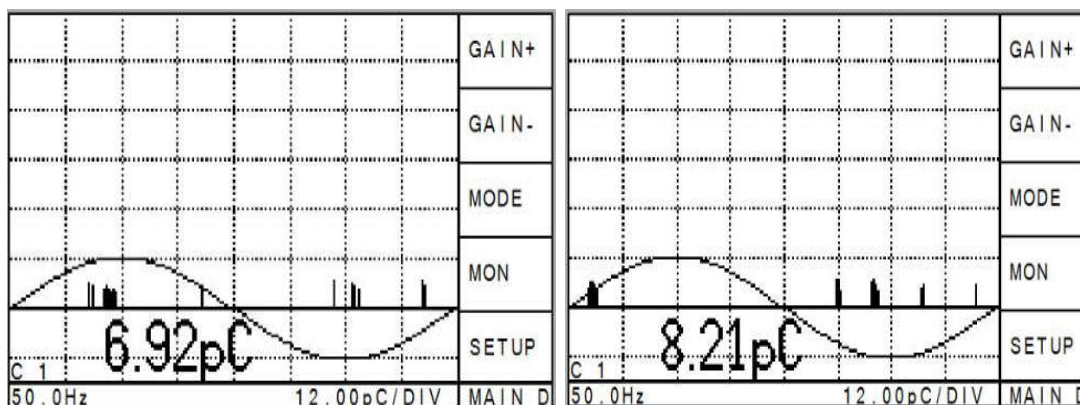 GAIN+
GAIN-
MODE
MON
SETUP
6.92pC
C 1
50.0Hz 12.00pC/DIV MAIN D
GAIN+
GAIN-
MODE
MON
SETUP
8.21pC
C 1
50.0Hz 12.00pC/DIV MAIN D